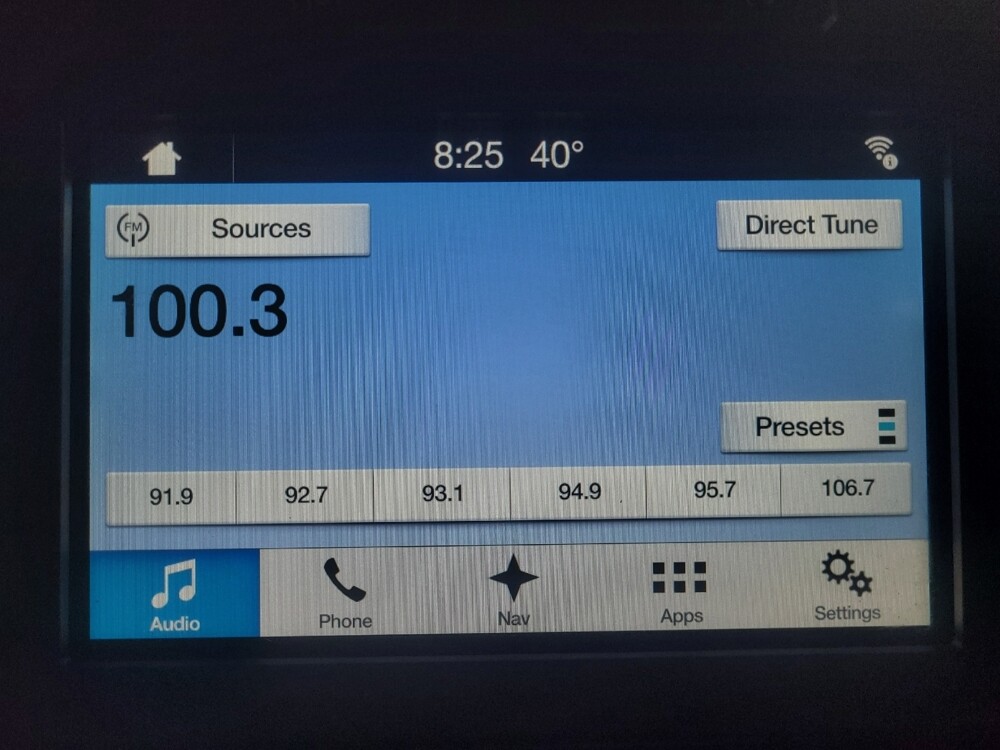 8:25 40°
FM Sources
Direct Tune
100.3
Presets
91.9 92.7 93.1 94.9 95.7 106.7
Audio Phone Nav Apps Settings